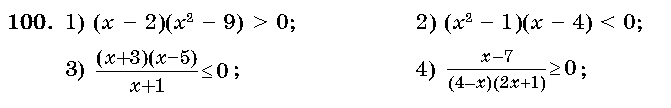 100. 1) (x − 2)(x² − 9) > 0; 2) (x² − 1)(x − 4) < 0;
3) (x+3)(x−5)/x+1 ≤ 0; 4) x−7/(4−x)(2x+1) ≥ 0;